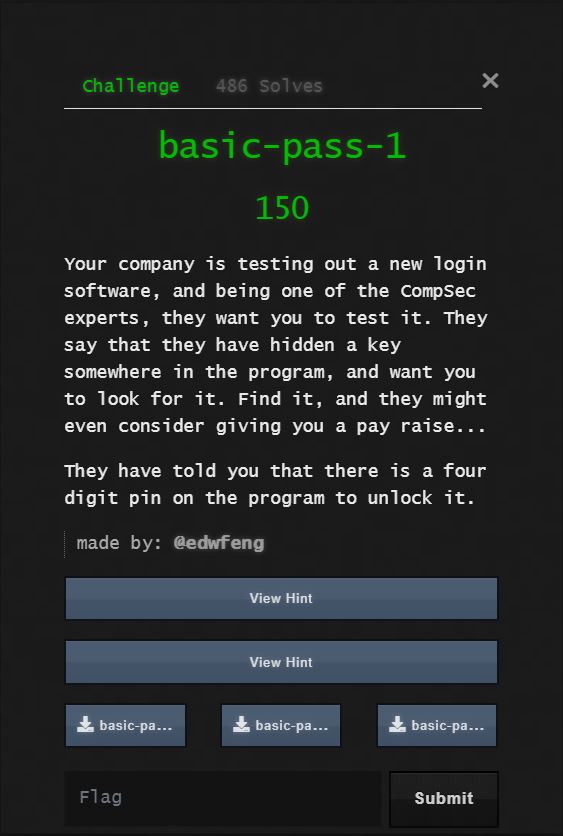 Challenge 486 Solves ×
basic-pass-1
150
Your company is testing out a new login
software, and being one of the CompSec
experts, they want you to test it. They
say that they have hidden a key
somewhere in the program, and want you
to look for it. Find it, and they might
even consider giving you a pay raise...
They have told you that there is a four
digit pin on the program to unlock it.
made by: @edwfeng
View Hint
View Hint
basic-pa... basic-pa... basic-pa...
Flag Submit